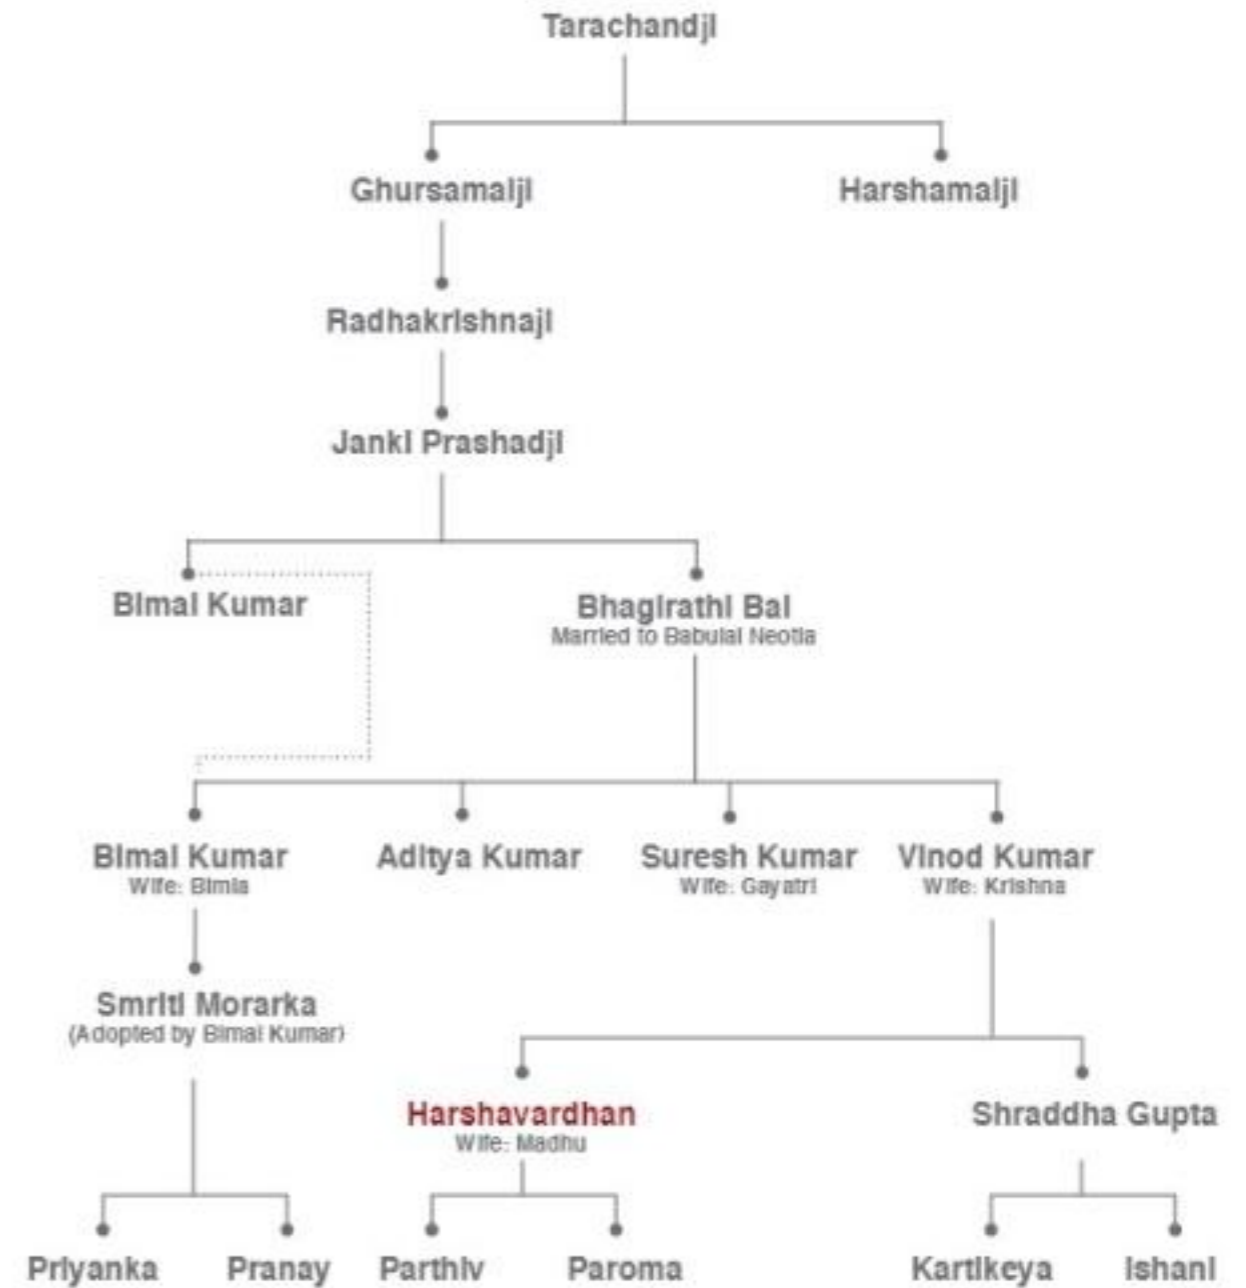 Tarachandji
Ghursamalji
Harshamalji
Radhakrishnaji
Janki Prashadji
Bimal Kumar
Bhagirathi Bai
Married to Babulal Neotia
Bimal Kumar
Wife: Bimla
Aditya Kumar
Suresh Kumar
Wife: Gayatri
Vinod Kumar
Wife: Krishna
Smriti Morarka
(Adopted by Bimal Kumar)
Harshavardhan
Wife: Madhu
Shraddha Gupta
Priyanka
Pranay
Parthiv
Paroma
Kartikeya
Ishani